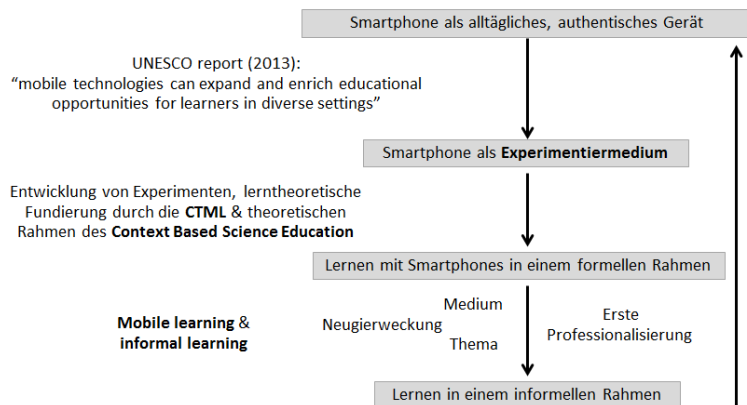 Smartphone als alltägliches, authentisches Gerät
UNESCO report (2013):
“mobile technologies can expand and enrich educational
opportunities for learners in diverse settings”
Smartphone als Experimentiermedium
Entwicklung von Experimenten, lerntheoretische
Fundierung durch die CTML & theoretischen
Rahmen des Context Based Science Education
Lernen mit Smartphones in einem formellen Rahmen
Mobile learning &
informal learning
Neugierweckung
Medium
Thema
Erste
Professionalisierung
Lernen in einem informellen Rahmen